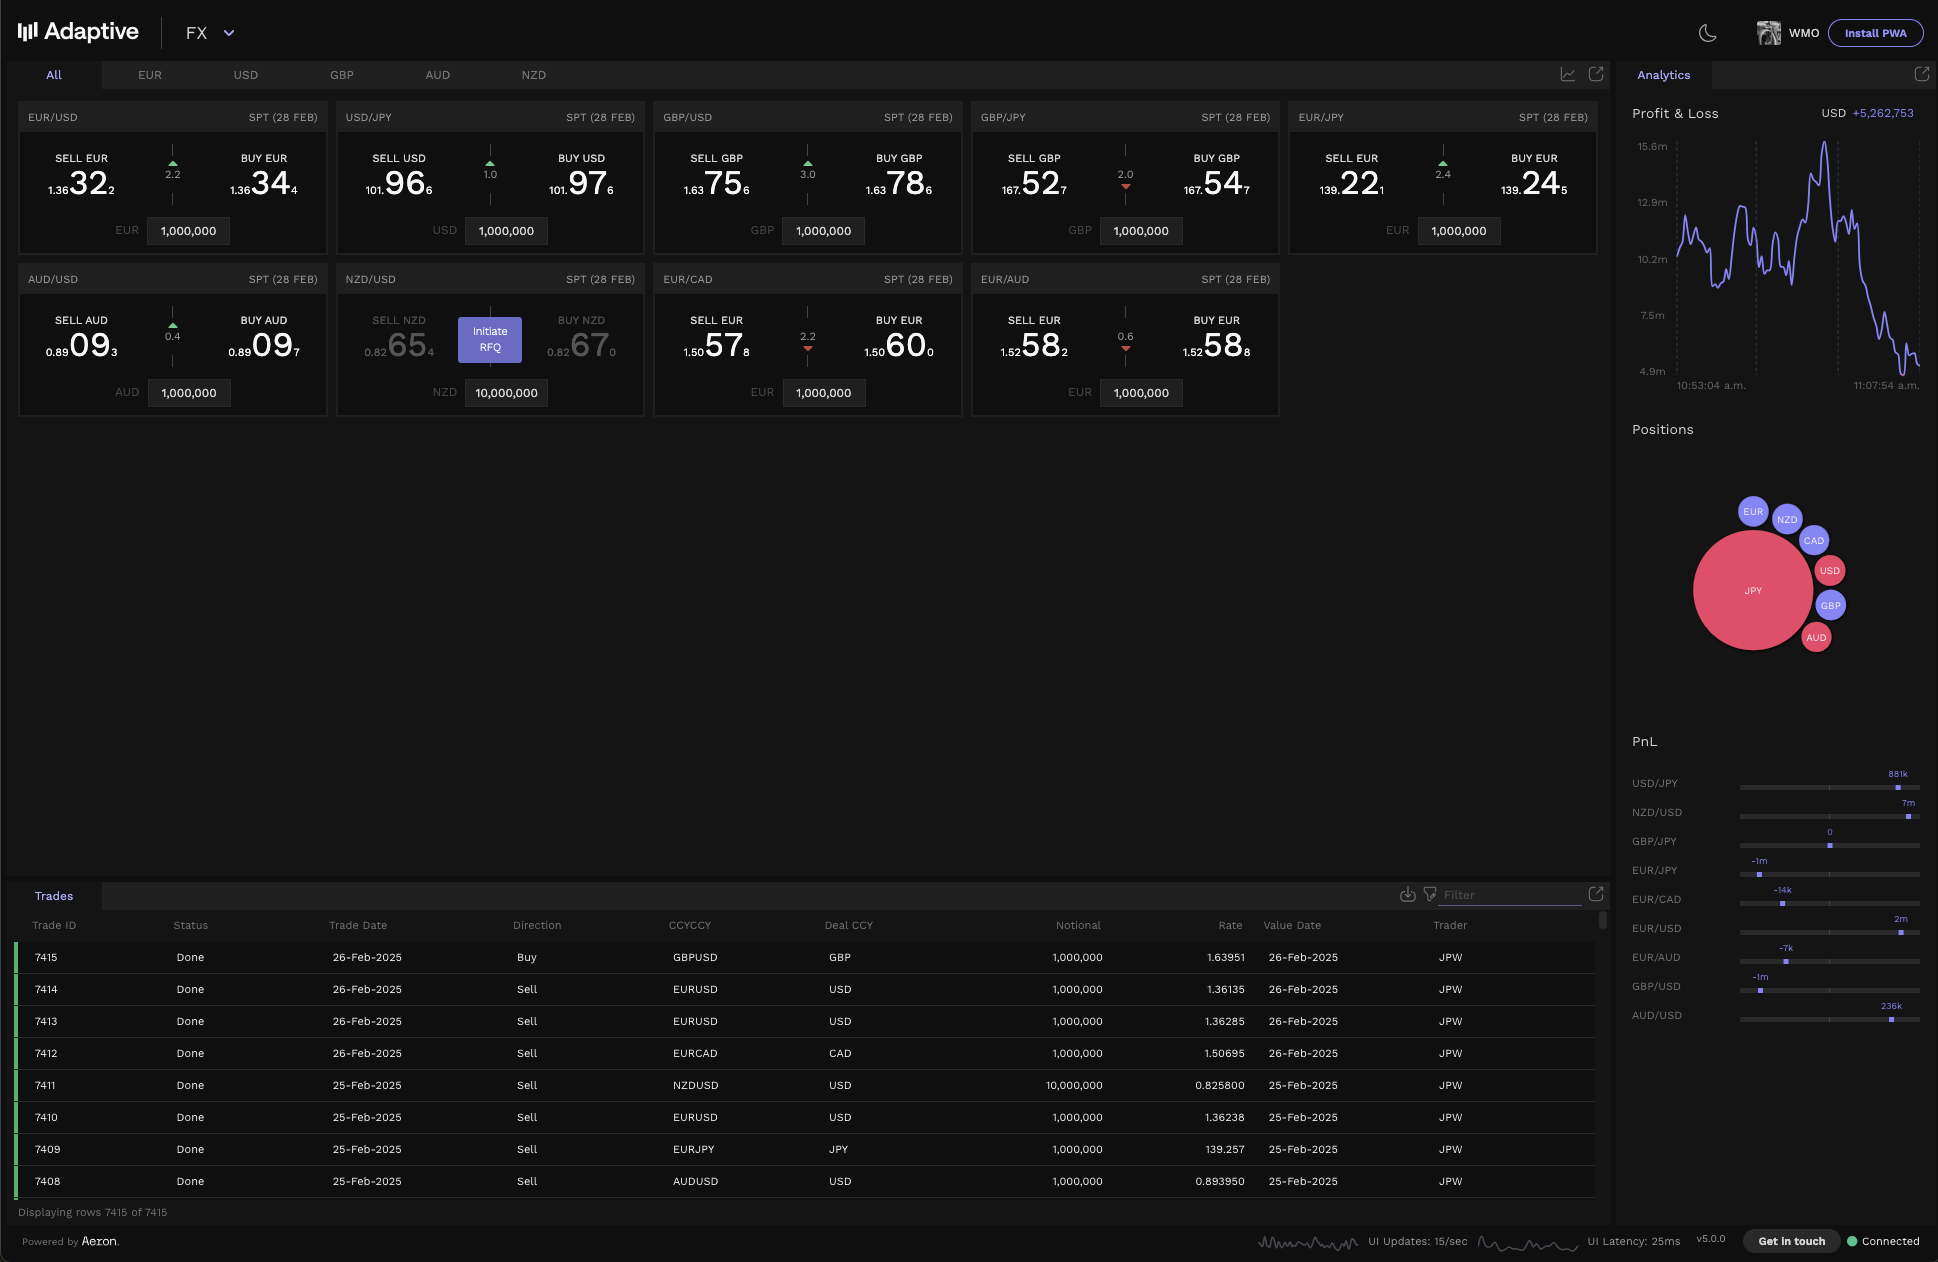 Adaptive FX WMO Install PWA
All EUR USD GBP AUD NZD
EUR/USD SPT (28 FEB)
SELL EUR 1.36 32 2
2.2
BUY EUR 1.36 34 4
EUR 1,000,000
USD/JPY SPT (28 FEB)
SELL USD 101. 96 6
1.0
BUY USD 101. 97 6
USD 1,000,000
GBP/USD SPT (28 FEB)
SELL GBP 1.63 75 6
3.0
BUY GBP 1.63 78 6
GBP 1,000,000
GBP/JPY SPT (28 FEB)
SELL GBP 167. 52 7
2.0
BUY GBP 167. 54 7
GBP 1,000,000
EUR/JPY SPT (28 FEB)
SELL EUR 139. 22 1
2.4
BUY EUR 139. 24 5
EUR 1,000,000
AUD/USD SPT (28 FEB)
SELL AUD 0.89 09 3
0.4
BUY AUD 0.89 09 7
AUD 1,000,000
NZD/USD SPT (28 FEB)
SELL NZD 0.82 65 4
Initiate
RFQ
BUY NZD 0.82 67 0
NZD 10,000,000
EUR/CAD SPT (28 FEB)
SELL EUR 1.50 57 8
2.2
BUY EUR 1.50 60 0
EUR 1,000,000
EUR/AUD SPT (28 FEB)
SELL EUR 1.52 58 2
0.6
BUY EUR 1.52 58 8
EUR 1,000,000
Trades Filter
Trade ID Status Trade Date Direction CCYCCY Deal CCY Notional Rate Value Date Trader
7415 Done 26-Feb-2025 Buy GBPUSD GBP 1,000,000 1.63951 26-Feb-2025 JPW
7414 Done 26-Feb-2025 Sell EURUSD USD 1,000,000 1.36135 26-Feb-2025 JPW
7413 Done 26-Feb-2025 Sell EURUSD USD 1,000,000 1.36285 26-Feb-2025 JPW
7412 Done 26-Feb-2025 Sell EURCAD CAD 1,000,000 1.50695 26-Feb-2025 JPW
7411 Done 25-Feb-2025 Sell NZDUSD USD 10,000,000 0.825800 25-Feb-2025 JPW
7410 Done 25-Feb-2025 Sell EURUSD USD 1,000,000 1.36238 25-Feb-2025 JPW
7409 Done 25-Feb-2025 Sell EURJPY JPY 1,000,000 139.257 25-Feb-2025 JPW
7408 Done 25-Feb-2025 Sell AUDUSD USD 1,000,000 0.893950 25-Feb-2025 JPW
Displaying rows 7415 of 7415
Analytics
Profit & Loss USD +5,262,753
15.6m
12.9m
10.2m
7.5m
4.9m
10:53:04 a.m. 11:07:54 a.m.
Positions
EUR
NZD
CAD
USD
JPY
GBP
AUD
PnL
USD/JPY 881k
NZD/USD 7m
GBP/JPY 0
EUR/JPY -1m
EUR/CAD -14k
EUR/USD 2m
EUR/AUD -7k
GBP/USD -1m
AUD/USD 236k
Powered by Aeron. UI Updates: 15/sec UI Latency: 25ms v5.0.0 Get in touch Connected